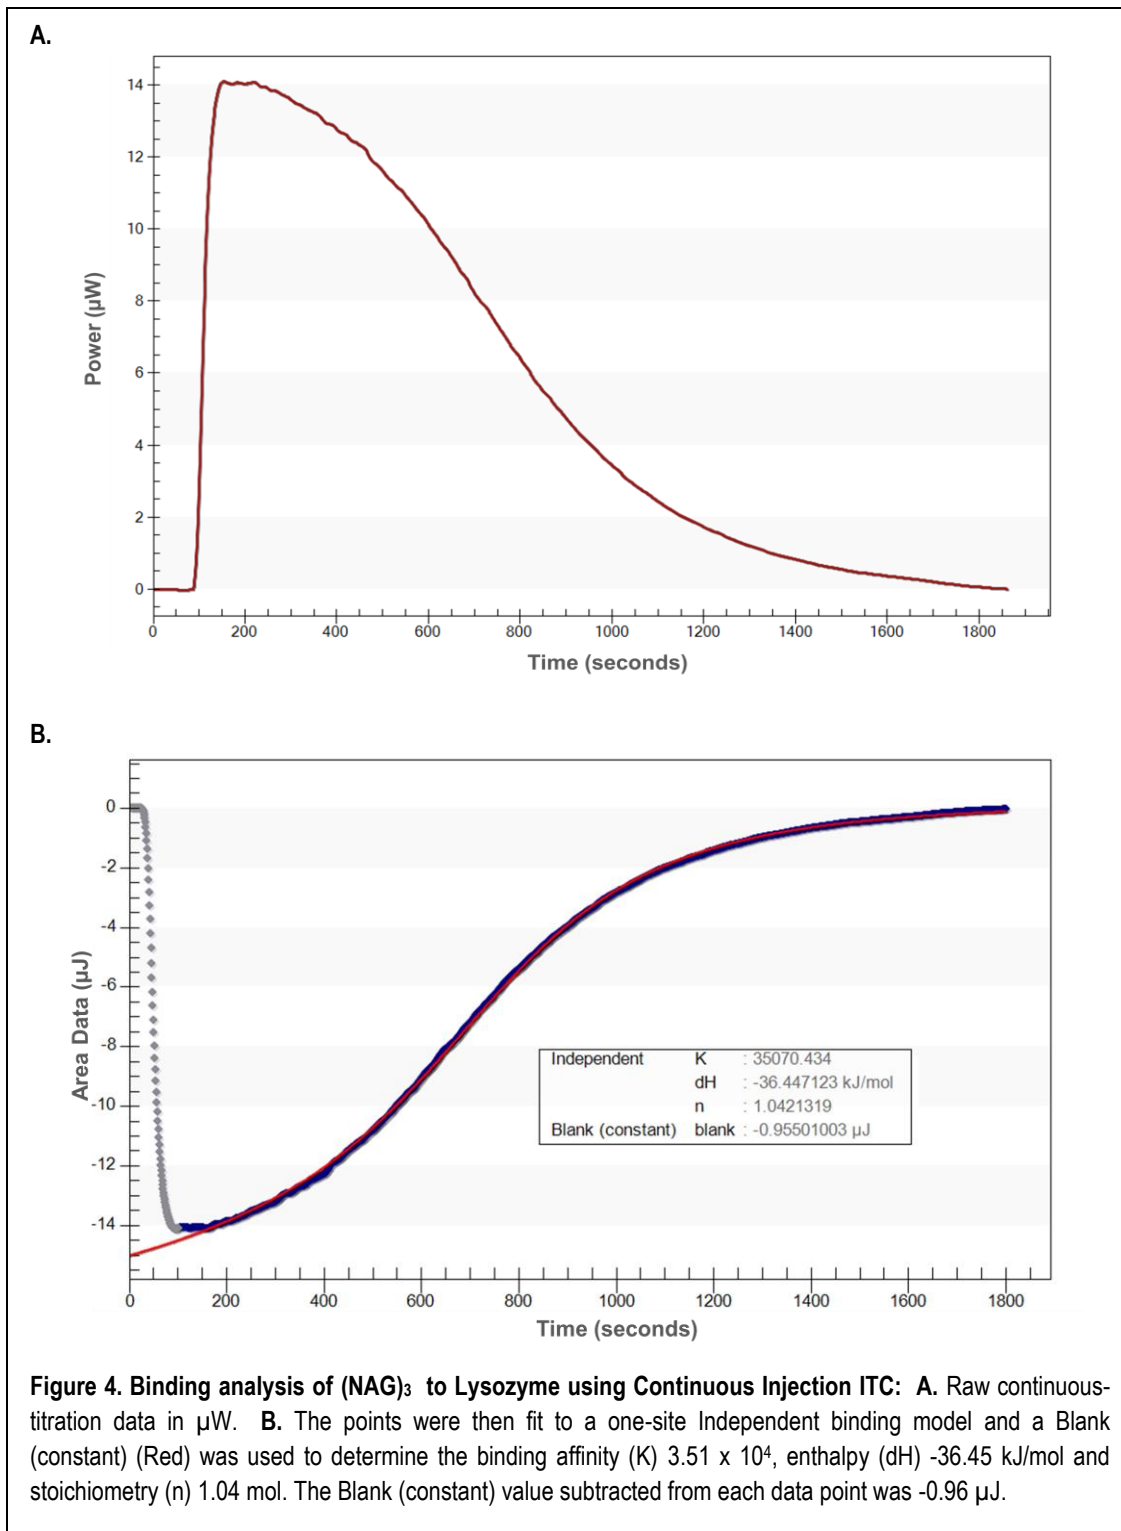 A.
14
12
10
8
6
4
2
0
0 200 400 600 800 1000 1200 1400 1600 1800
Power (µW)
Time (seconds)
B.
0
-2
-4
-6
-8
-10
-12
-14
0 200 400 600 800 1000 1200 1400 1600 1800
Area Data (µJ)
Time (seconds)
Independent K : 35070.434
dH : -36.447123 kJ/mol
n : 1.0421319
Blank (constant) blank : -0.95501003 µJ
Figure 4. Binding analysis of (NAG)₃ to Lysozyme using Continuous Injection ITC: A. Raw continuous-
titration data in µW. B. The points were then fit to a one-site Independent binding model and a Blank
(constant) (Red) was used to determine the binding affinity (K) 3.51 x 10⁴, enthalpy (dH) -36.45 kJ/mol and
stoichiometry (n) 1.04 mol. The Blank (constant) value subtracted from each data point was -0.96 µJ.